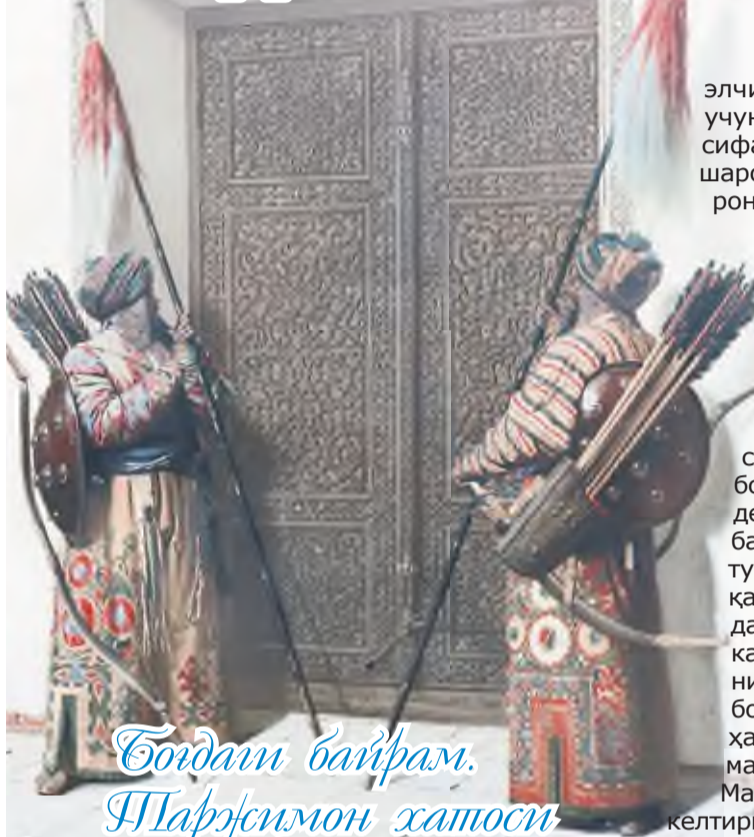 элчи
учун
сифа
шаро
рон
с
бо
де
ба
ту
қа
да
ка
ни
бо
ҳа
ма
Ма
келтир
Боғдаги байрам.
Таржимон хатоси